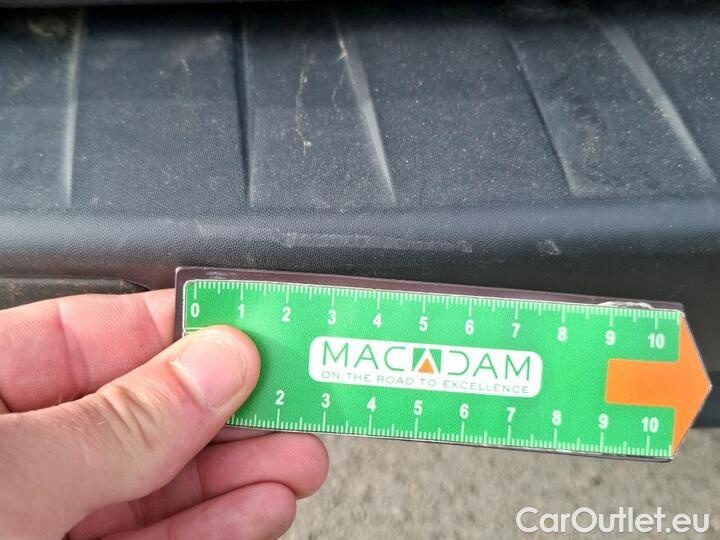 0 1 2 3 4 5 6 7 8 9 10
MACADAM
ON THE ROAD TO EXCELLENCE
2 3 4 5 6 7 8 9 10
CarOutlet.eu